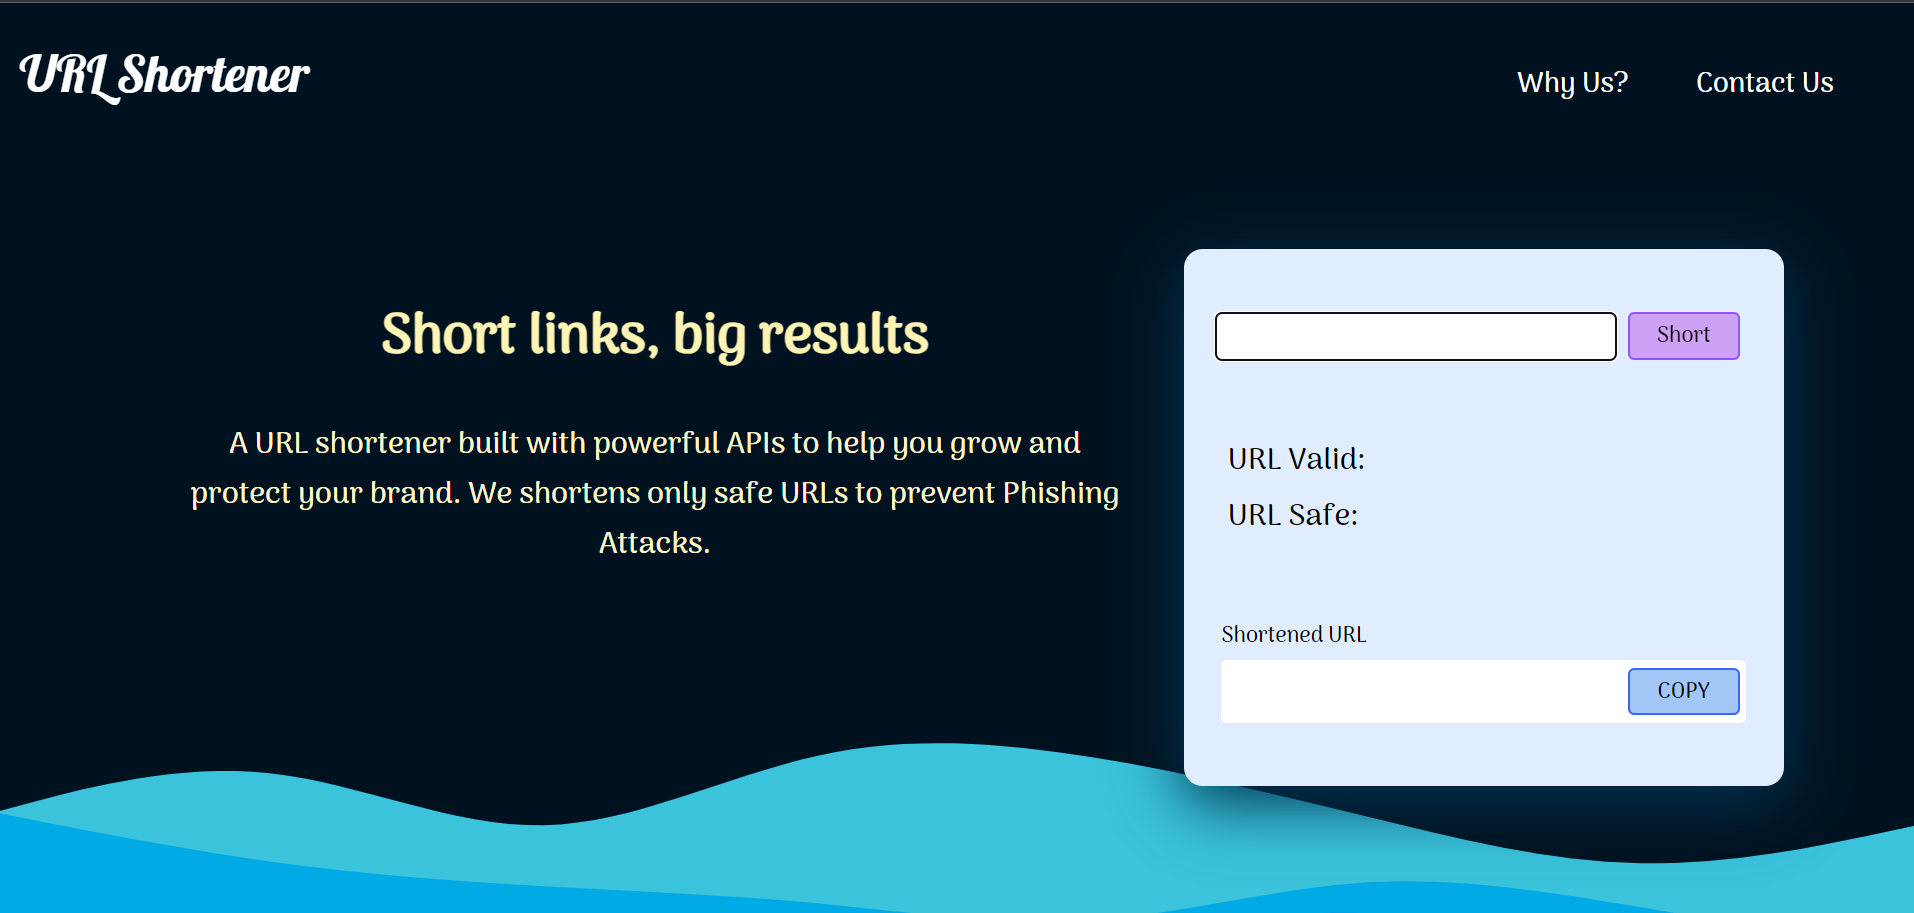 URL Shortener
Why Us?
Contact Us
Short links, big results
A URL shortener built with powerful APIs to help you grow and
protect your brand. We shortens only safe URLs to prevent Phishing
Attacks.
Short
URL Valid:
URL Safe:
Shortened URL
COPY